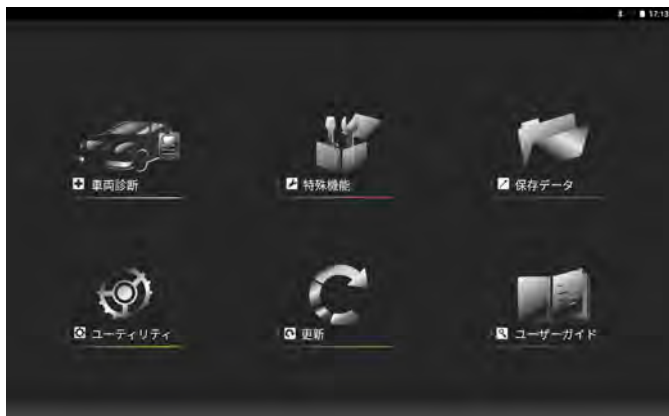 17:13
車両診断
特殊機能
保存データ
ユーティリティ
更新
ユーザーガイド